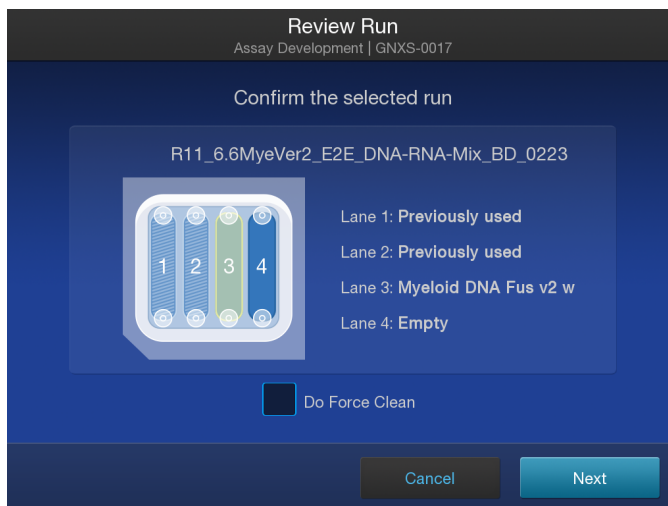 Review Run
Assay Development | GNXS-0017
Confirm the selected run
R11_6.6MyeVer2_E2E_DNA-RNA-Mix_BD_0223
1 2 3 4
Lane 1: Previously used
Lane 2: Previously used
Lane 3: Myeloid DNA Fus v2 w
Lane 4: Empty
Do Force Clean
Cancel
Next